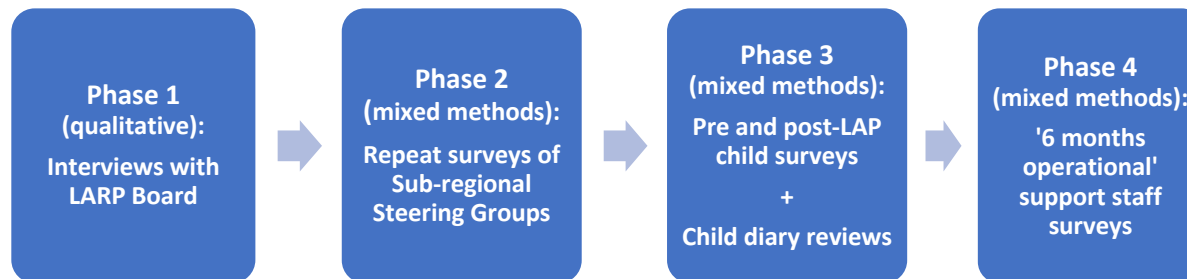 Phase 1
(qualitative):
Interviews with
LARP Board
Phase 2
(mixed methods):
Repeat surveys of
Sub-regional
Steering Groups
Phase 3
(mixed methods):
Pre and post-LAP
child surveys
+
Child diary reviews
Phase 4
(mixed methods):
'6 months
operational'
support staff
surveys